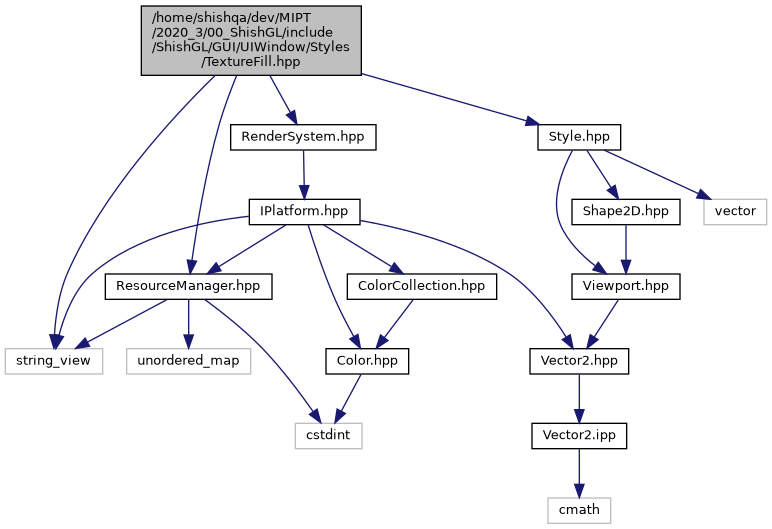 /home/shishqa/dev/MIPT
/2020_3/00_ShishGL/include
/ShishGL/GUI/UIWindow/Styles
/TextureFill.hpp
RenderSystem.hpp
Style.hpp
IPlatform.hpp
Shape2D.hpp
vector
ResourceManager.hpp
ColorCollection.hpp
Viewport.hpp
string_view
unordered_map
Color.hpp
Vector2.hpp
cstdint
Vector2.ipp
cmath